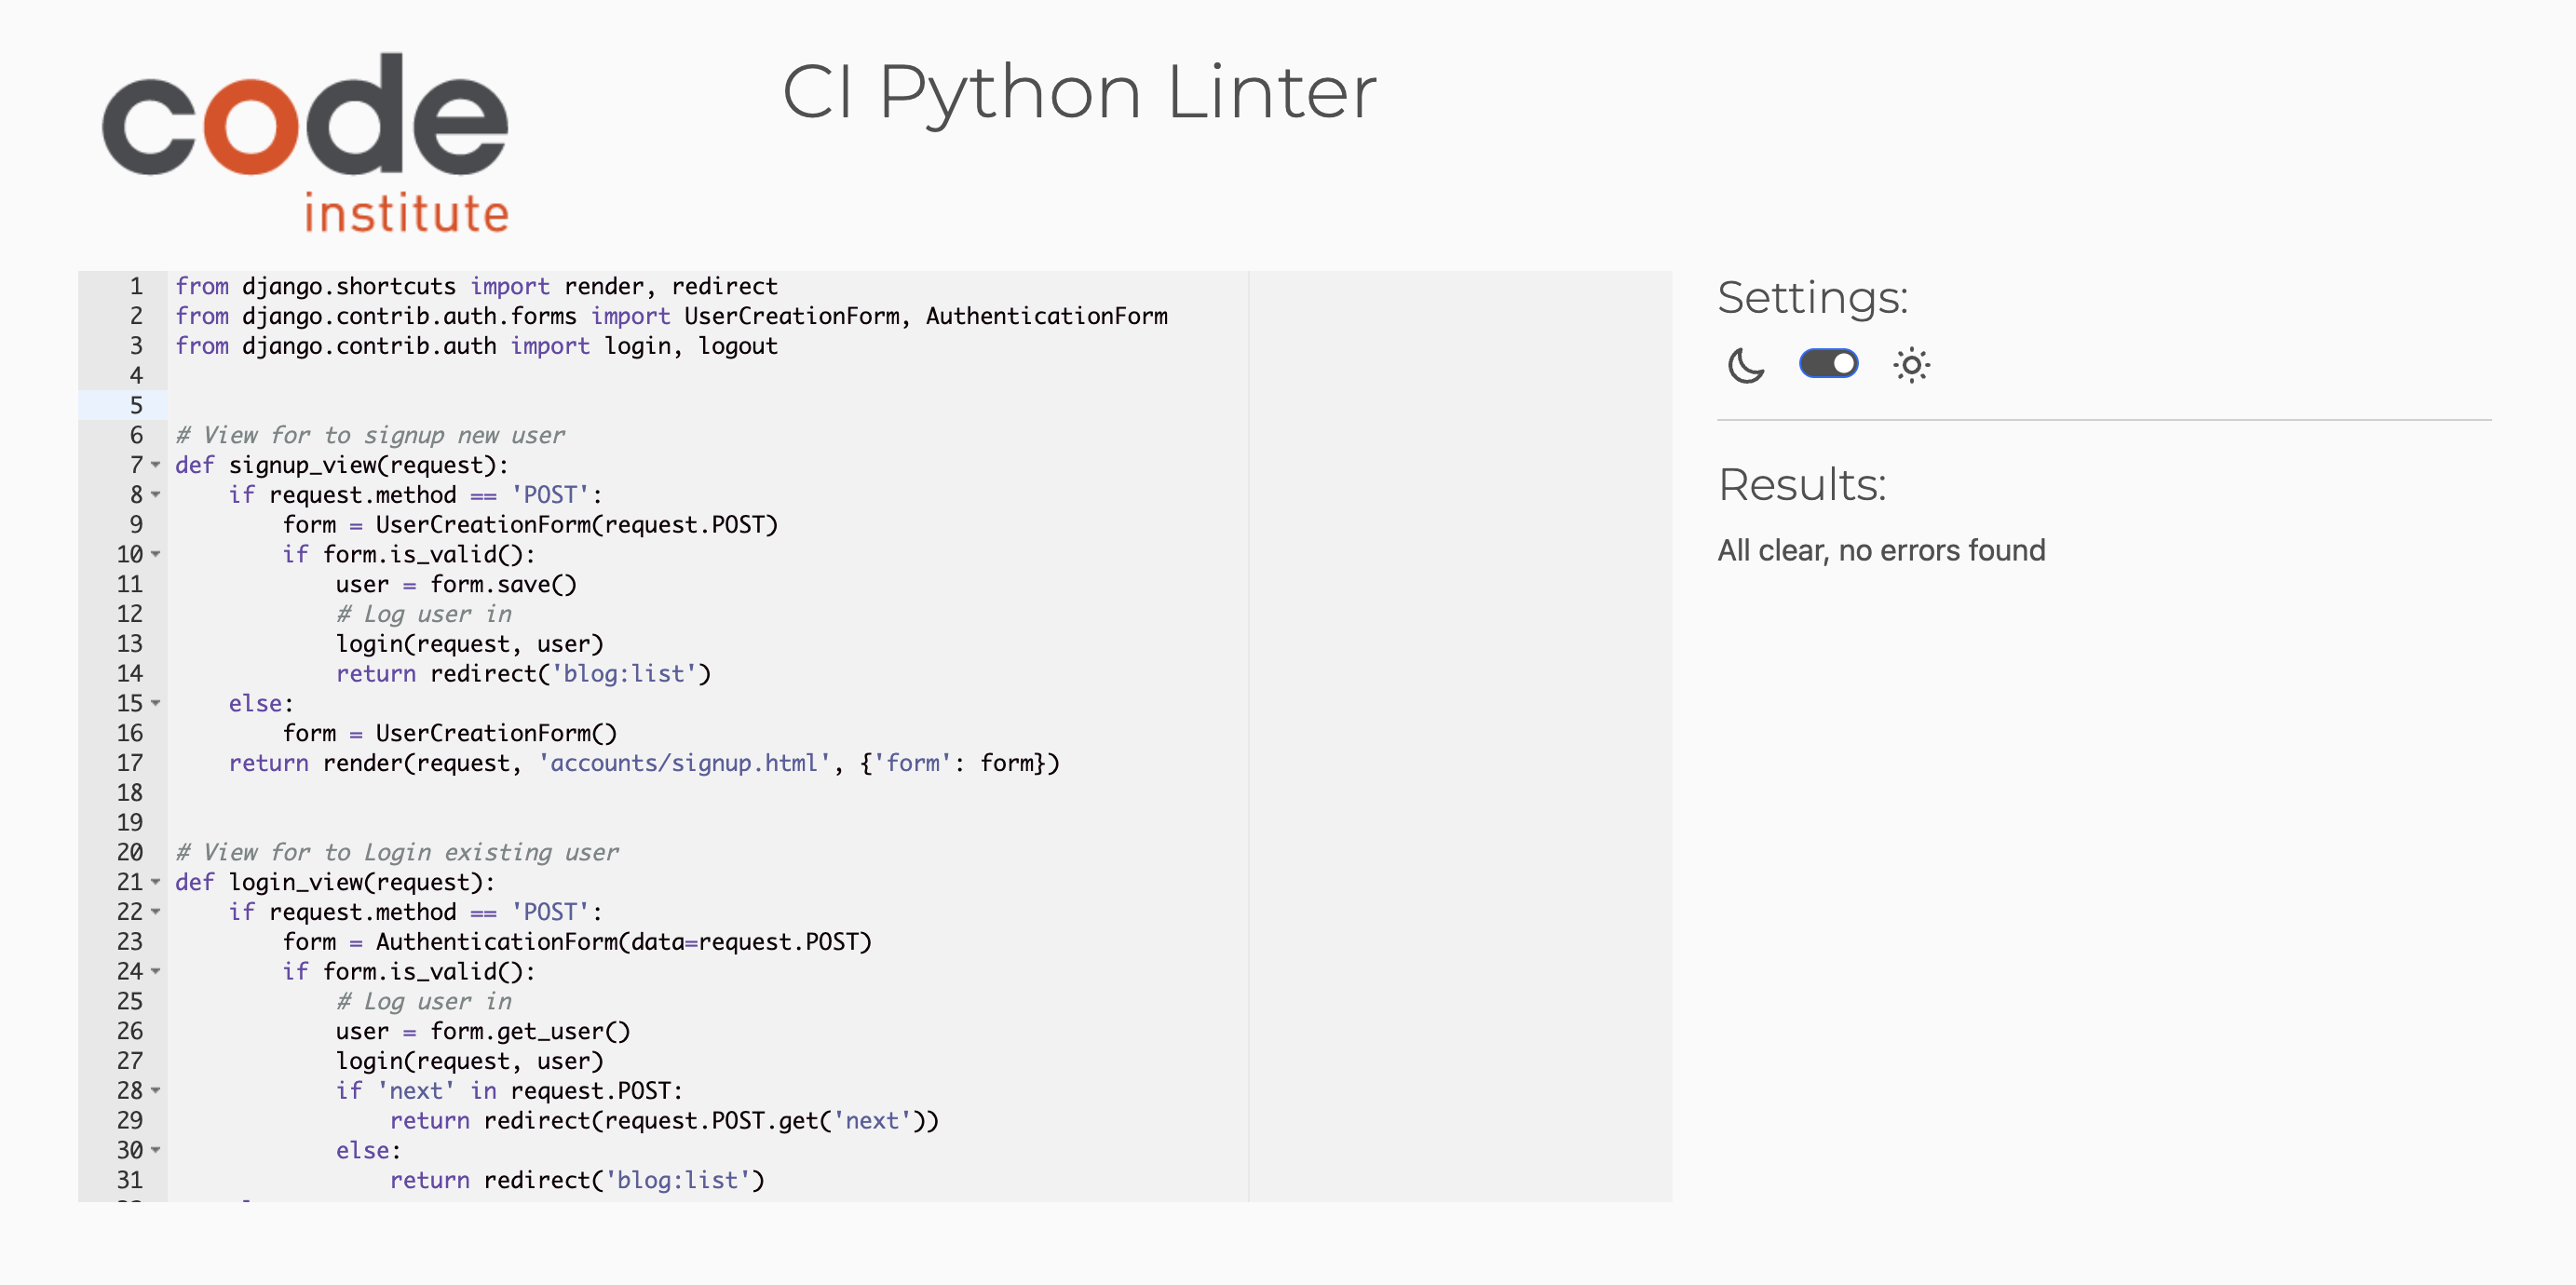 code
institute
CI Python Linter
1 from django.shortcuts import render, redirect
2 from django.contrib.auth.forms import UserCreationForm, AuthenticationForm
3 from django.contrib.auth import login, logout
4
5
6 # View for to signup new user
7 def signup_view(request):
8     if request.method == 'POST':
9         form = UserCreationForm(request.POST)
10         if form.is_valid():
11             user = form.save()
12             # Log user in
13             login(request, user)
14             return redirect('blog:list')
15     else:
16         form = UserCreationForm()
17     return render(request, 'accounts/signup.html', {'form': form})
18
19
20 # View for to Login existing user
21 def login_view(request):
22     if request.method == 'POST':
23         form = AuthenticationForm(data=request.POST)
24         if form.is_valid():
25             # Log user in
26             user = form.get_user()
27             login(request, user)
28             if 'next' in request.POST:
29                 return redirect(request.POST.get('next'))
30             else:
31                 return redirect('blog:list')
Settings:
Results:
All clear, no errors found